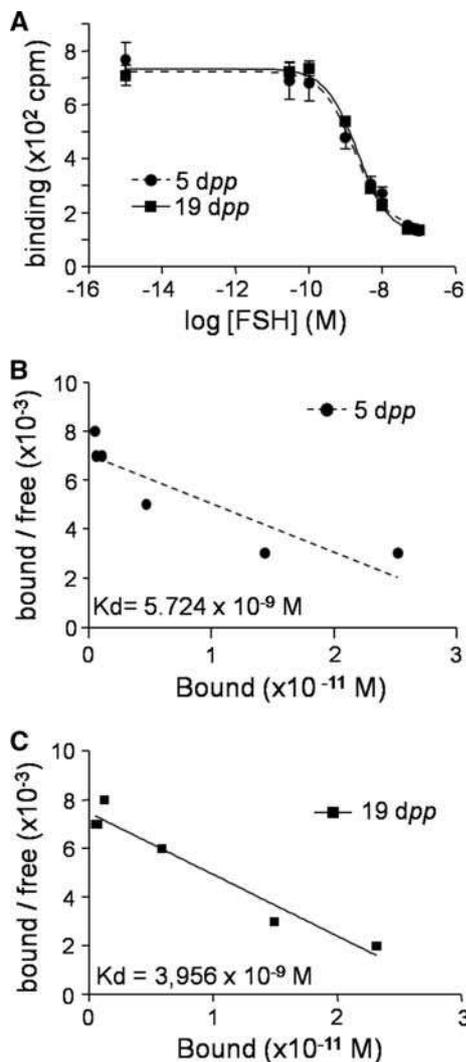 A
binding (x10² cpm)
10
8
6
4
2
0
5 dpp
19 dpp
-16 -14 -12 -10 -8 -6
log [FSH] (M)
B
bound / free (x10⁻³)
10
8
6
4
2
0
5 dpp
Kd= 5.724 x 10⁻⁹ M
0 1 2 3
Bound (x10⁻¹¹ M)
C
bound / free (x10⁻³)
10
8
6
4
2
0
19 dpp
Kd= 3,956 x 10⁻⁹ M
0 1 2 3
Bound (x10⁻¹¹ M)